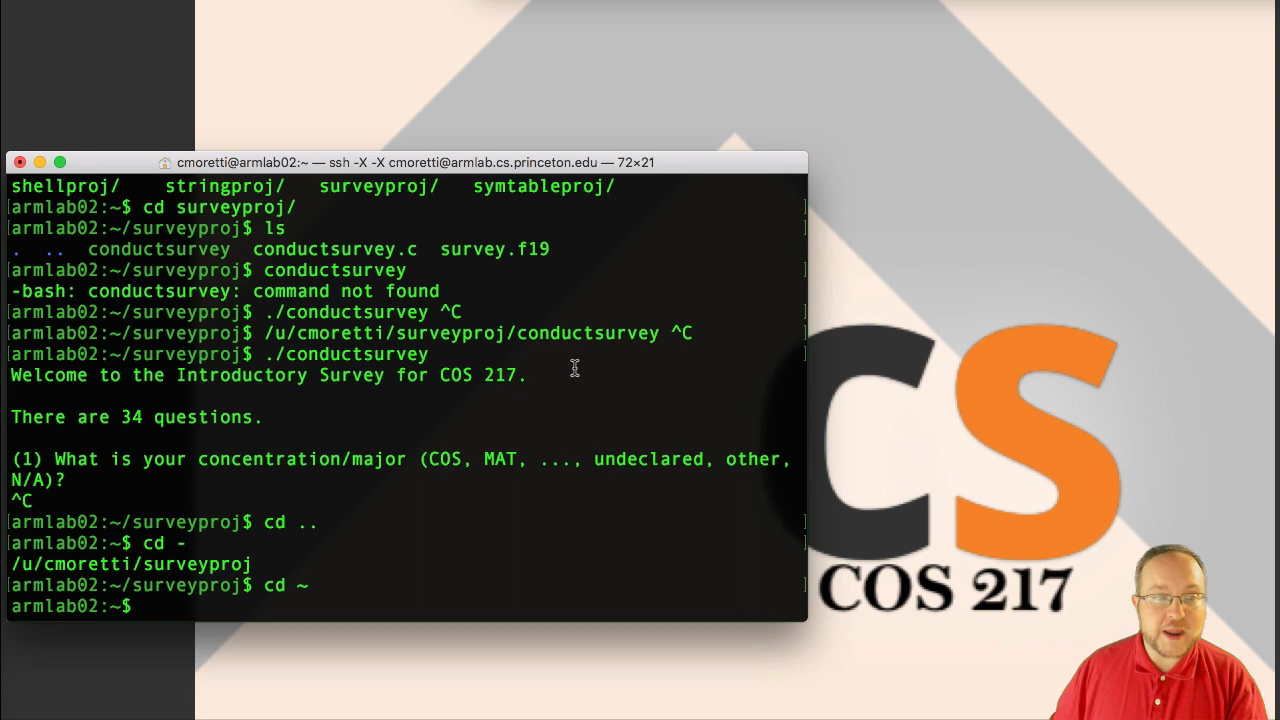 cmoretti@armlab02:~ — ssh -X -X cmoretti@armlab.cs.princeton.edu — 72×21
shellproj/    stringproj/   surveyproj/   symtableproj/
[armlab02:~$ cd surveyproj/ ]
[armlab02:~/surveyproj$ ls ]
.  ..  conductsurvey  conductsurvey.c  survey.f19
[armlab02:~/surveyproj$ conductsurvey ]
-bash: conductsurvey: command not found
[armlab02:~/surveyproj$ ./conductsurvey ^C ]
[armlab02:~/surveyproj$ /u/cmoretti/surveyproj/conductsurvey ^C ]
[armlab02:~/surveyproj$ ./conductsurvey ]
Welcome to the Introductory Survey for COS 217.
There are 34 questions.
(1) What is your concentration/major (COS, MAT, ..., undeclared, other,
N/A)?
^C
[armlab02:~/surveyproj$ cd .. ]
[armlab02:~$ cd - ]
/u/cmoretti/surveyproj
[armlab02:~/surveyproj$ cd ~ ]
armlab02:~$
CS
COS 217